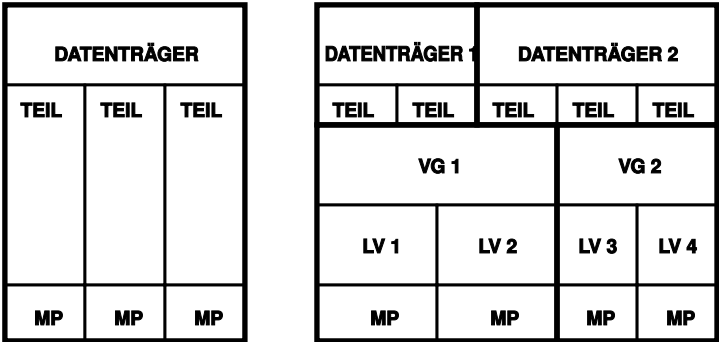 DATENTRÄGER
TEIL TEIL TEIL
MP MP MP
DATENTRÄGER 1 DATENTRÄGER 2
TEIL TEIL TEIL TEIL TEIL
VG 1 VG 2
LV 1 LV 2 LV 3 LV 4
MP MP MP MP